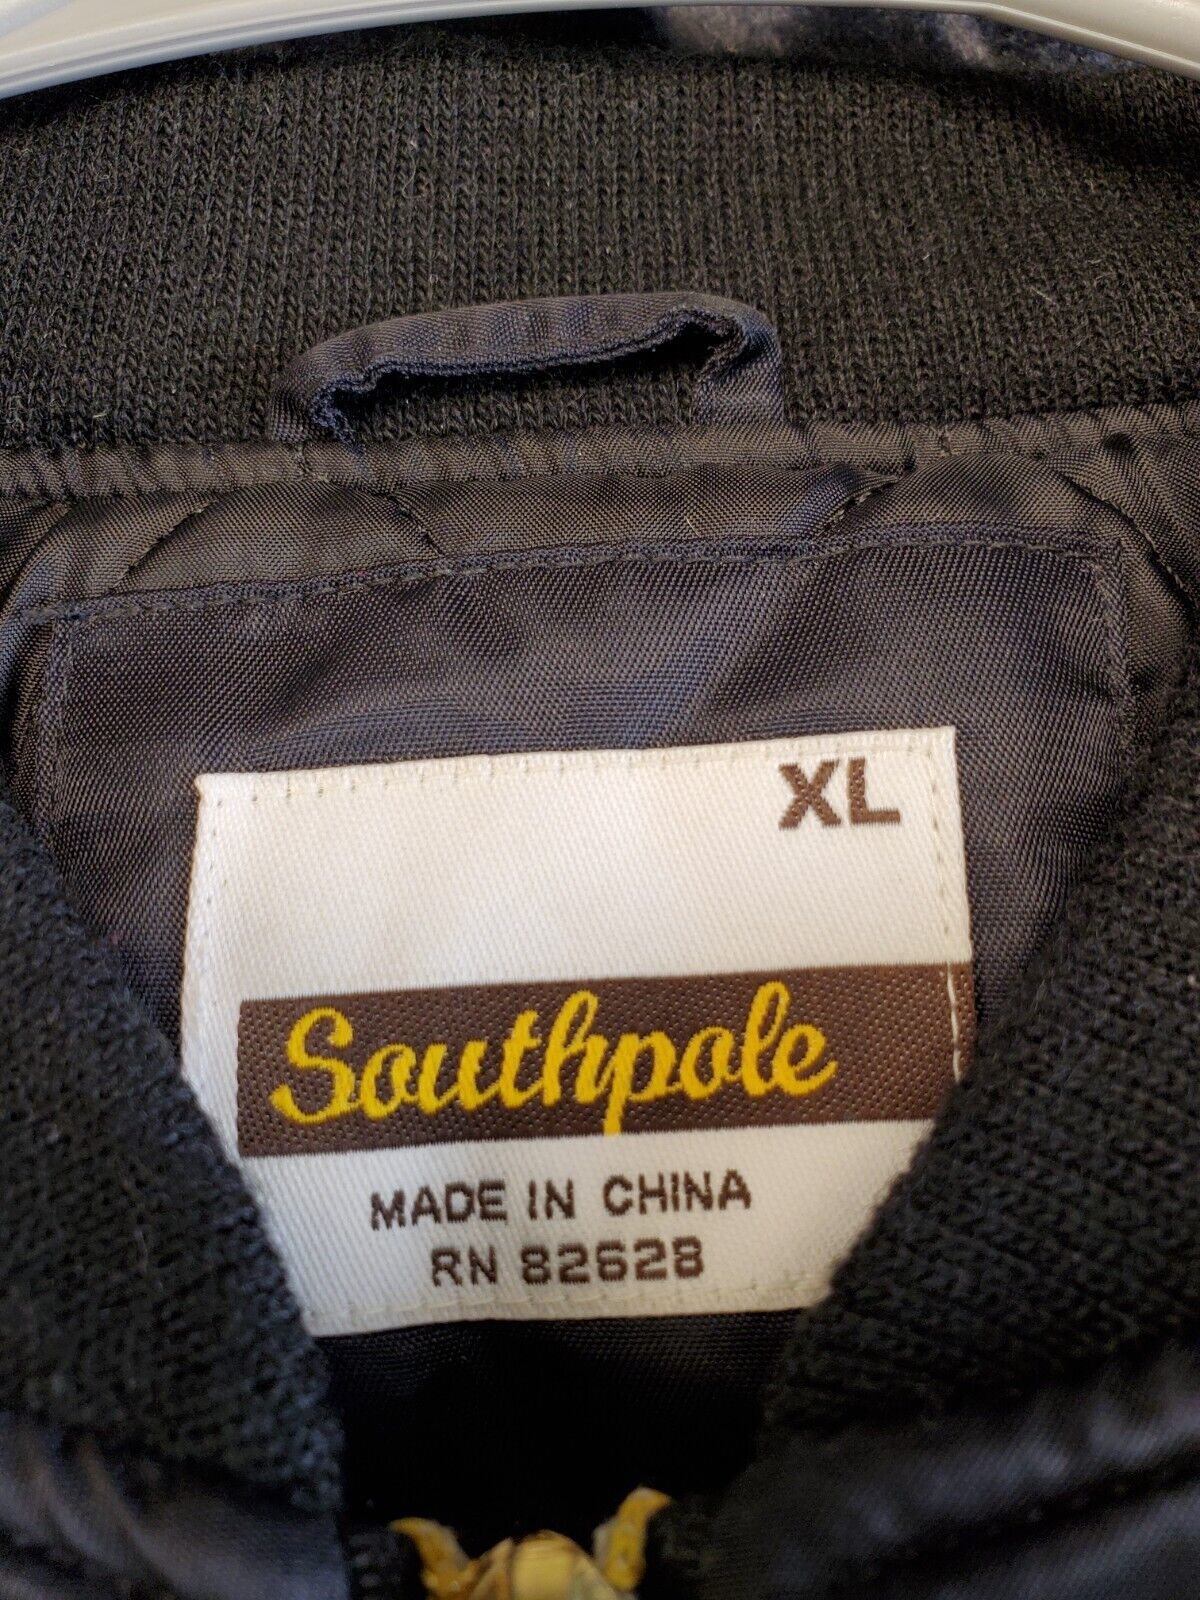 XL
Southpole
MADE IN CHINA
RN 82628